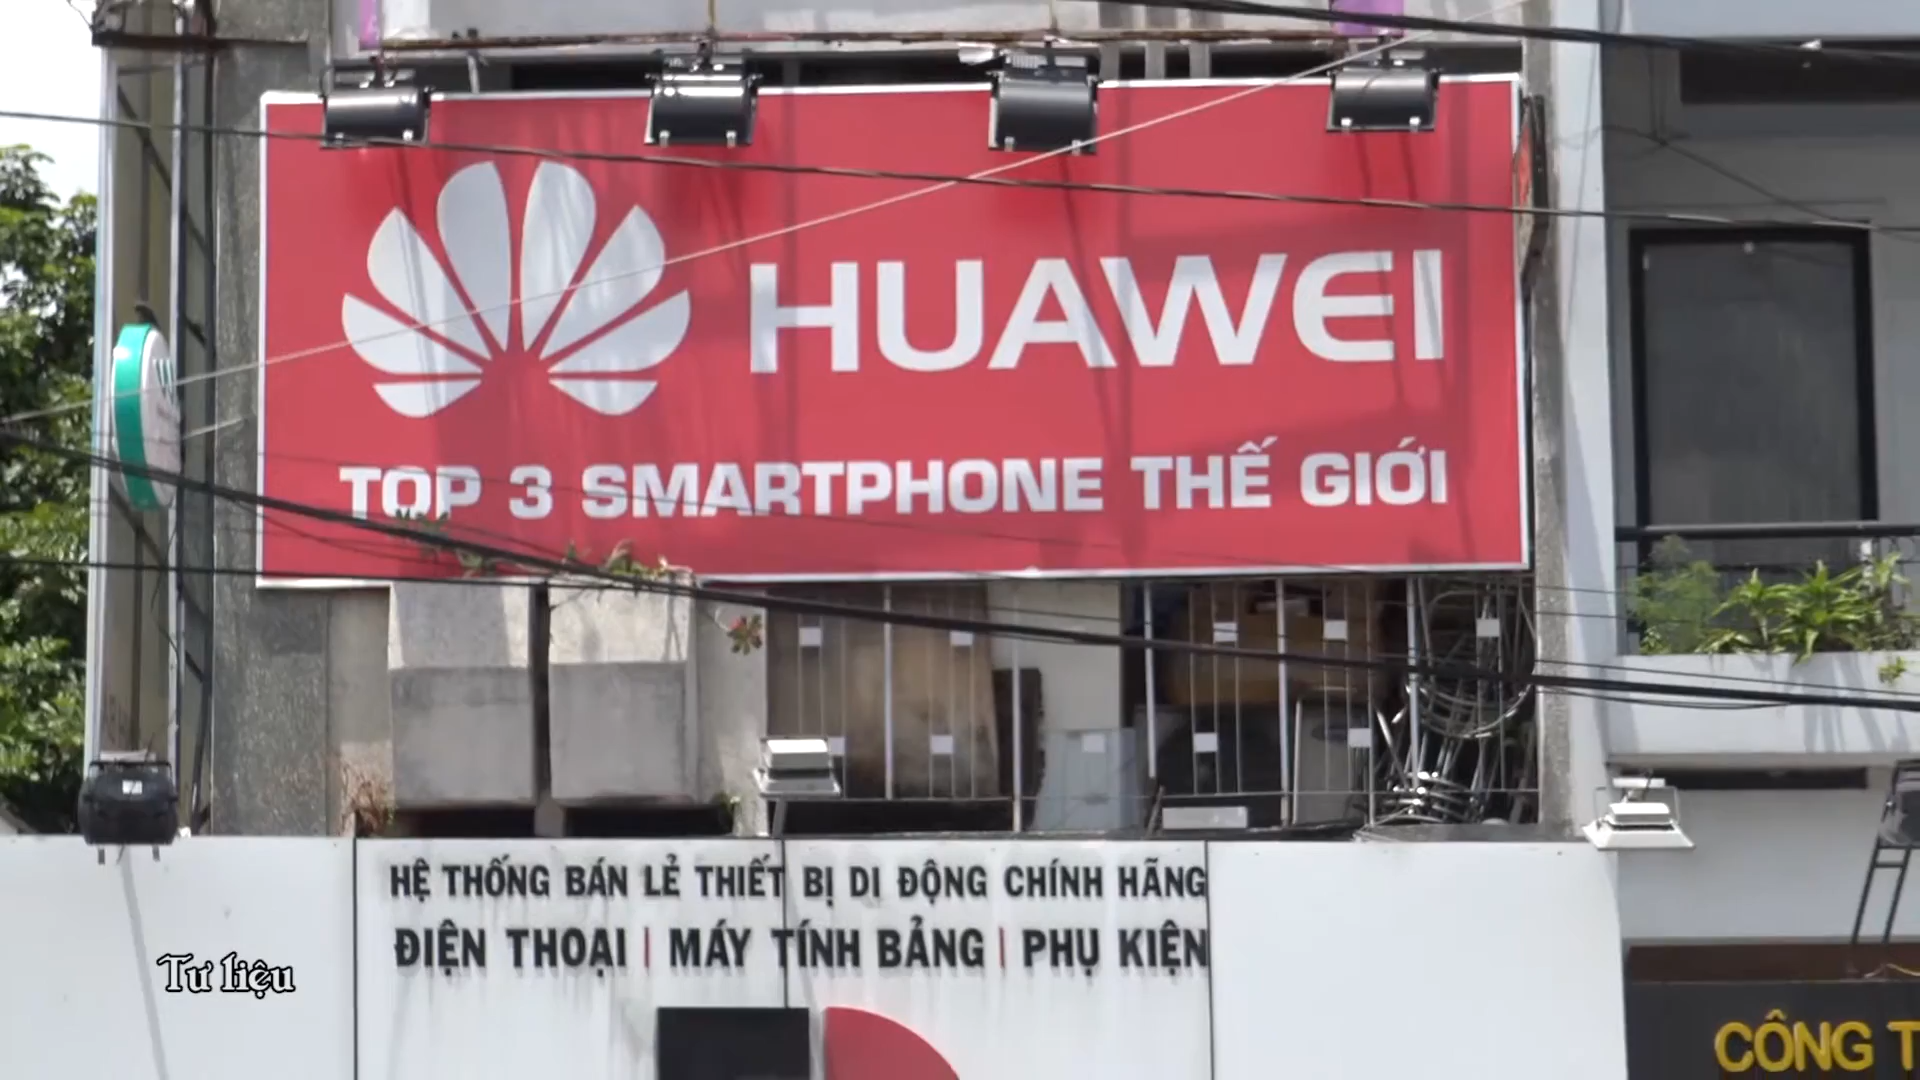 HUAWEI
TOP 3 SMARTPHONE THẾ GIỚI
HỆ THỐNG BÁN LẺ THIẾT BỊ DI ĐỘNG CHÍNH HÃNG
ĐIỆN THOẠI | MÁY TÍNH BẢNG | PHỤ KIỆN
Tư liệu
CÔNG T